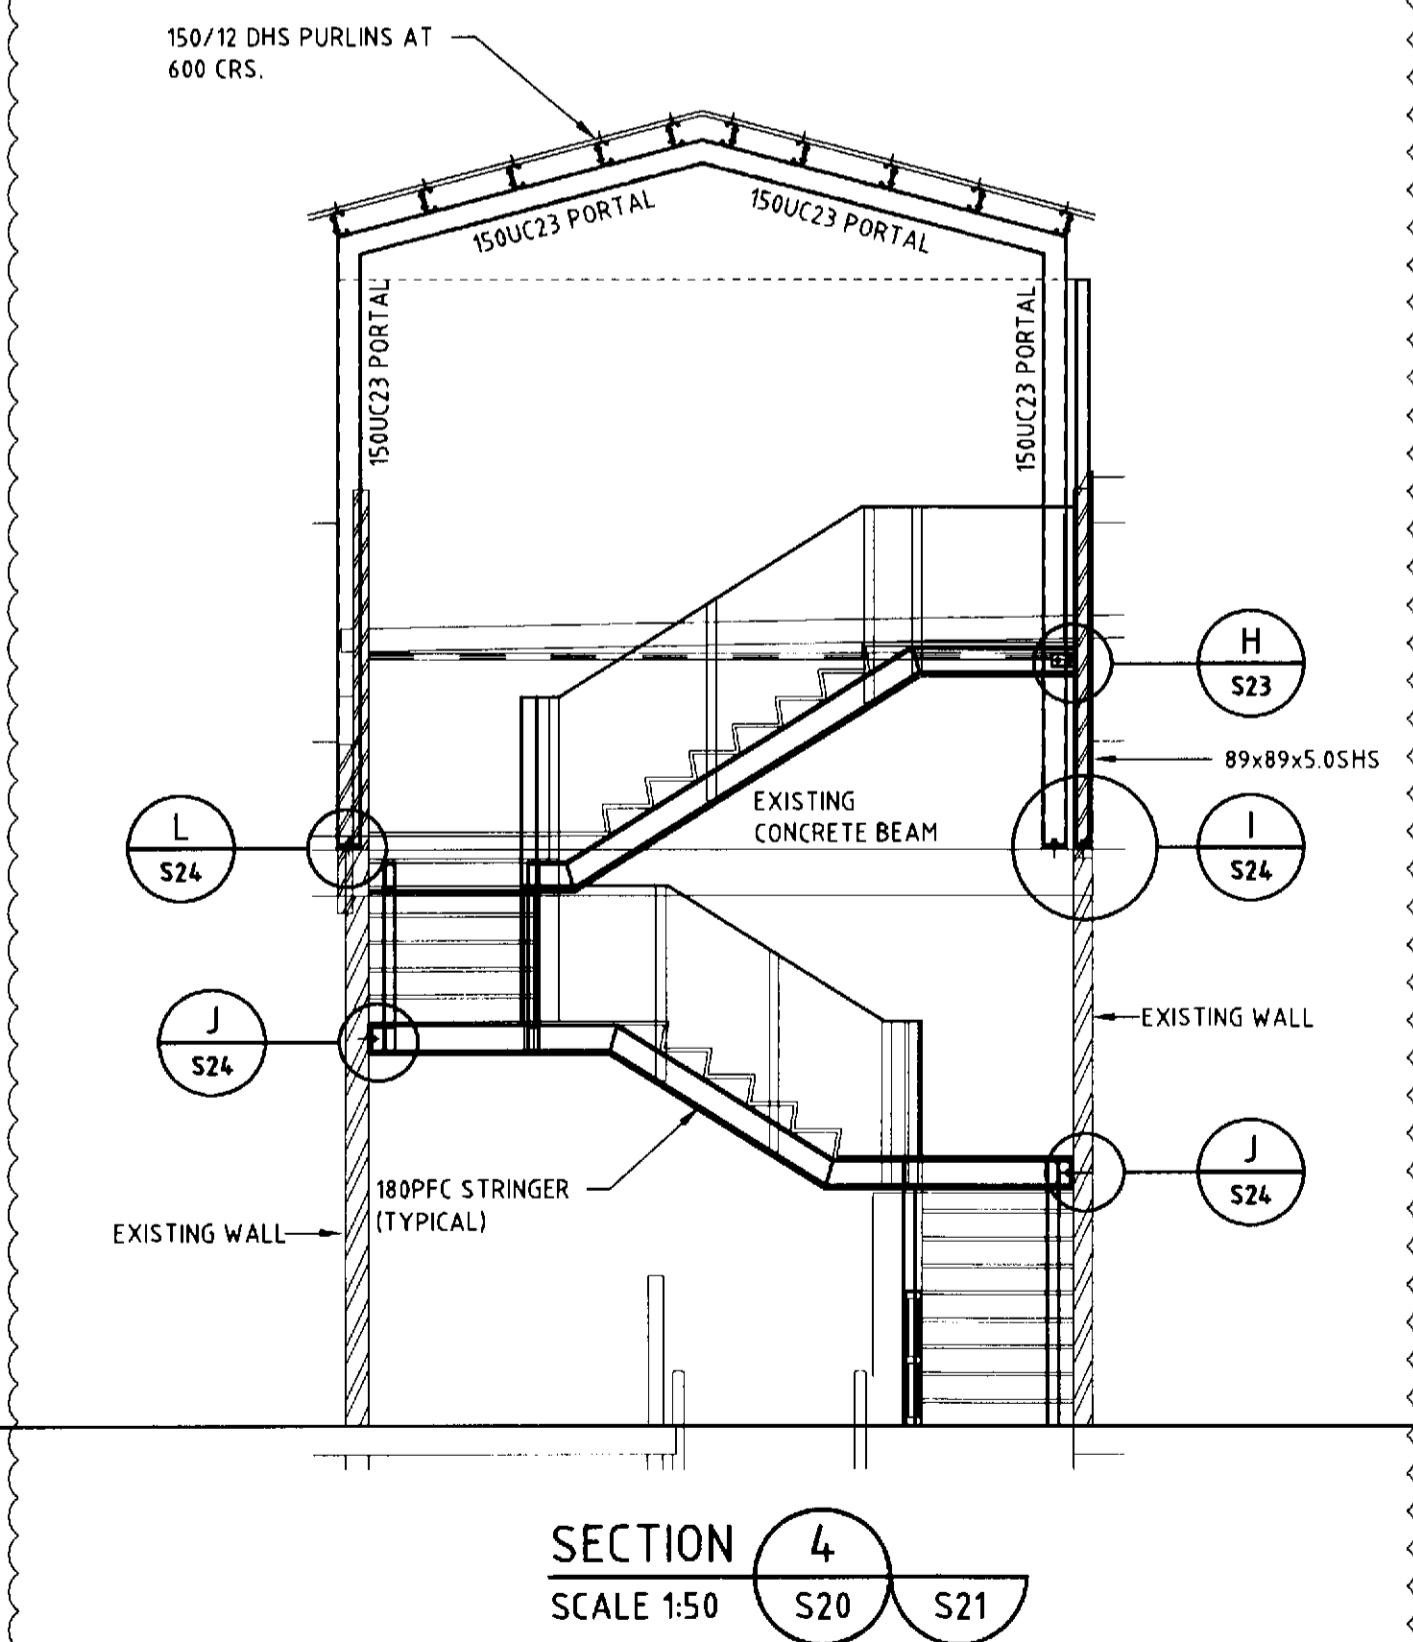 150/12 DHS PURLINS AT
600 CRS.
150UC23 PORTAL
150UC23 PORTAL
150UC23 PORTAL
150UC23 PORTAL
H
S23
89x89x5.0SHS
EXISTING
CONCRETE BEAM
L
S24
I
S24
J
S24
EXISTING WALL
J
S24
180PFC STRINGER
(TYPICAL)
EXISTING WALL
SECTION
4
SCALE 1:50
S20
S21